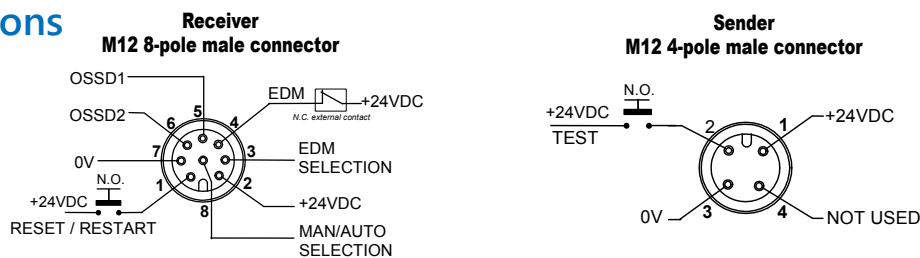 ons
Receiver
M12 8-pole male connector
OSSD1
OSSD2
0V
N.O.
+24VDC
RESET / RESTART
5
6
7
1
4
3
2
8
EDM
+24VDC
N.C. external contact
EDM
SELECTION
+24VDC
MAN/AUTO
SELECTION
Sender
M12 4-pole male connector
N.O.
+24VDC
TEST
2
1
+24VDC
0V
3
4
NOT USED